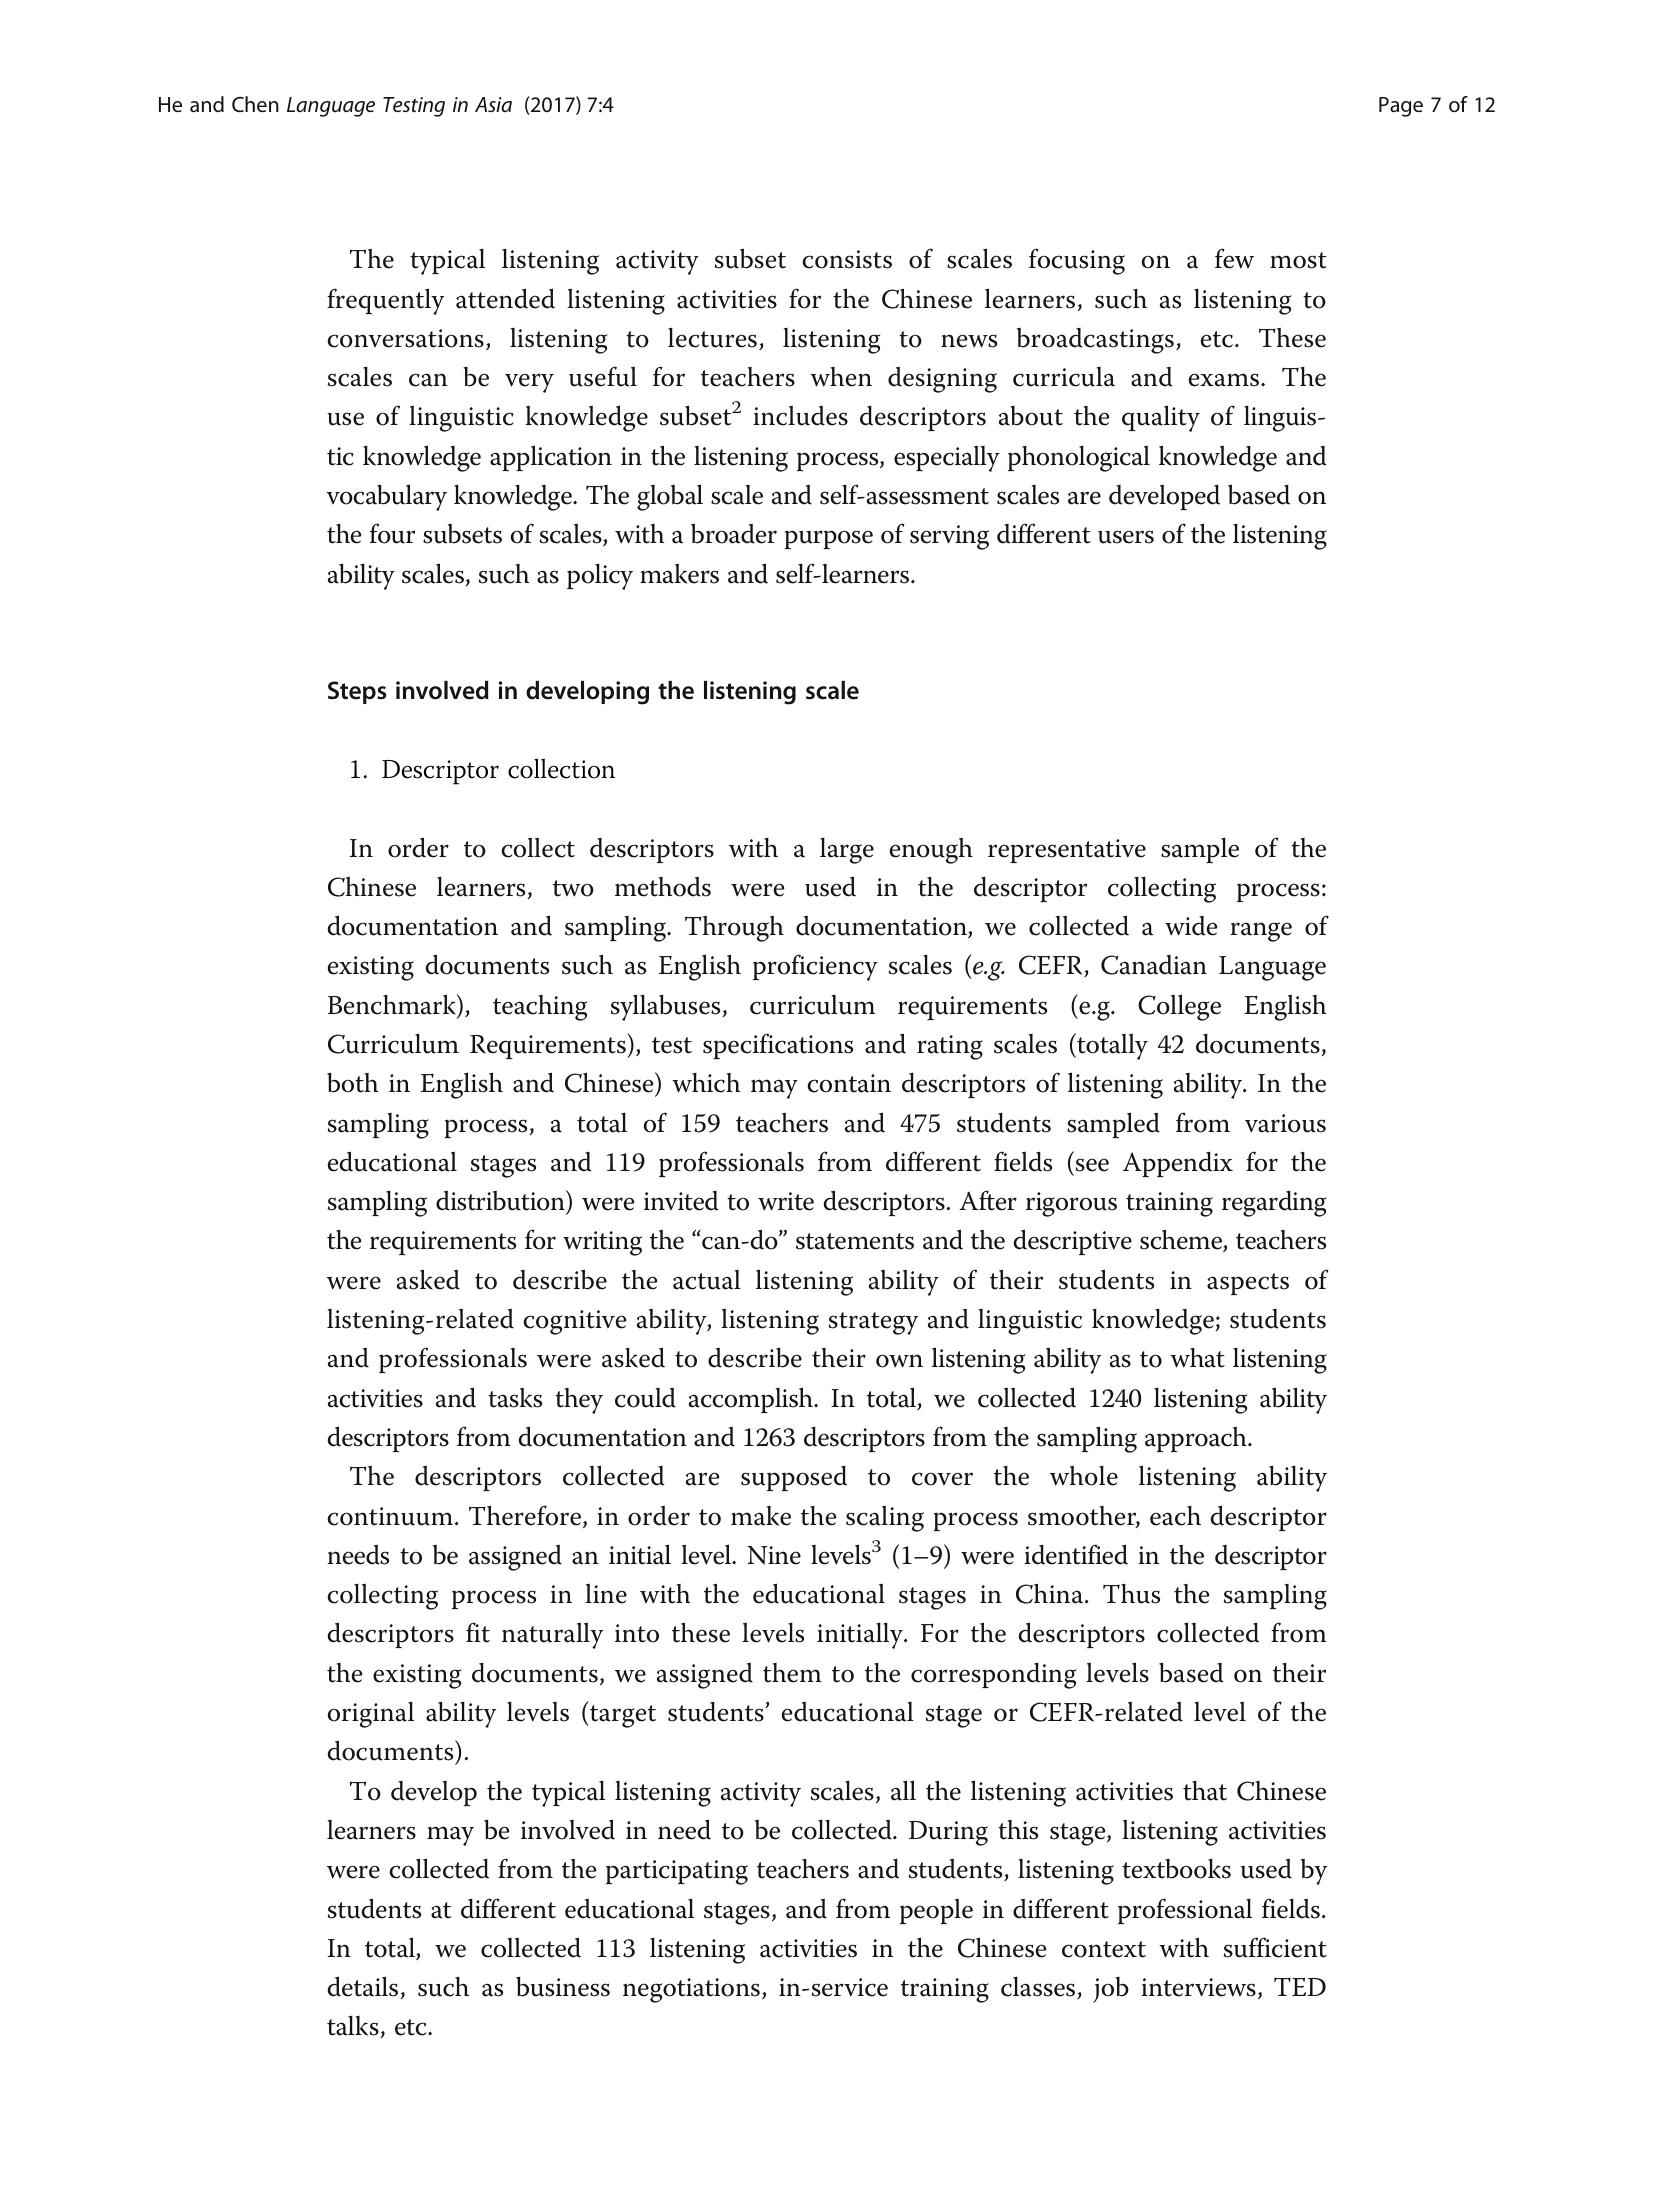 He and Chen Language Testing in Asia (2017) 7:4
Page 7 of 12
The typical listening activity subset consists of scales focusing on a few most
frequently attended listening activities for the Chinese learners, such as listening to
conversations, listening to lectures, listening to news broadcastings, etc. These
scales can be very useful for teachers when designing curricula and exams. The
use of linguistic knowledge subset2 includes descriptors about the quality of linguis-
tic knowledge application in the listening process, especially phonological knowledge and
vocabulary knowledge. The global scale and self-assessment scales are developed based on
the four subsets of scales, with a broader purpose of serving different users of the listening
ability scales, such as policy makers and self-learners.
Steps involved in developing the listening scale
1. Descriptor collection
In order to collect descriptors with a large enough representative sample of the
Chinese learners, two methods were used in the descriptor collecting process:
documentation and sampling. Through documentation, we collected a wide range of
existing documents such as English proficiency scales (e.g. CEFR, Canadian Language
Benchmark), teaching syllabuses, curriculum requirements (e.g. College English
Curriculum Requirements), test specifications and rating scales (totally 42 documents,
both in English and Chinese) which may contain descriptors of listening ability. In the
sampling process, a total of 159 teachers and 475 students sampled from various
educational stages and 119 professionals from different fields (see Appendix for the
sampling distribution) were invited to write descriptors. After rigorous training regarding
the requirements for writing the “can-do” statements and the descriptive scheme, teachers
were asked to describe the actual listening ability of their students in aspects of
listening-related cognitive ability, listening strategy and linguistic knowledge; students
and professionals were asked to describe their own listening ability as to what listening
activities and tasks they could accomplish. In total, we collected 1240 listening ability
descriptors from documentation and 1263 descriptors from the sampling approach.
The descriptors collected are supposed to cover the whole listening ability
continuum. Therefore, in order to make the scaling process smoother, each descriptor
needs to be assigned an initial level. Nine levels3 (1–9) were identified in the descriptor
collecting process in line with the educational stages in China. Thus the sampling
descriptors fit naturally into these levels initially. For the descriptors collected from
the existing documents, we assigned them to the corresponding levels based on their
original ability levels (target students’ educational stage or CEFR-related level of the
documents).
To develop the typical listening activity scales, all the listening activities that Chinese
learners may be involved in need to be collected. During this stage, listening activities
were collected from the participating teachers and students, listening textbooks used by
students at different educational stages, and from people in different professional fields.
In total, we collected 113 listening activities in the Chinese context with sufficient
details, such as business negotiations, in-service training classes, job interviews, TED
talks, etc.